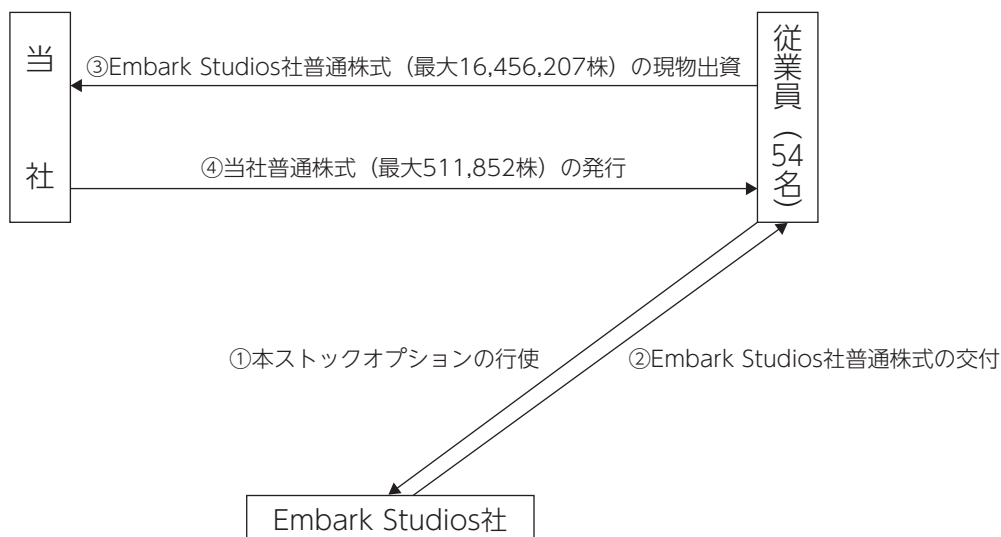 当社
従業員（54名）
③Embark Studios社普通株式（最大16,456,207株）の現物出資
④当社普通株式（最大511,852株）の発行
①本ストックオプションの行使
②Embark Studios社普通株式の交付
Embark Studios社